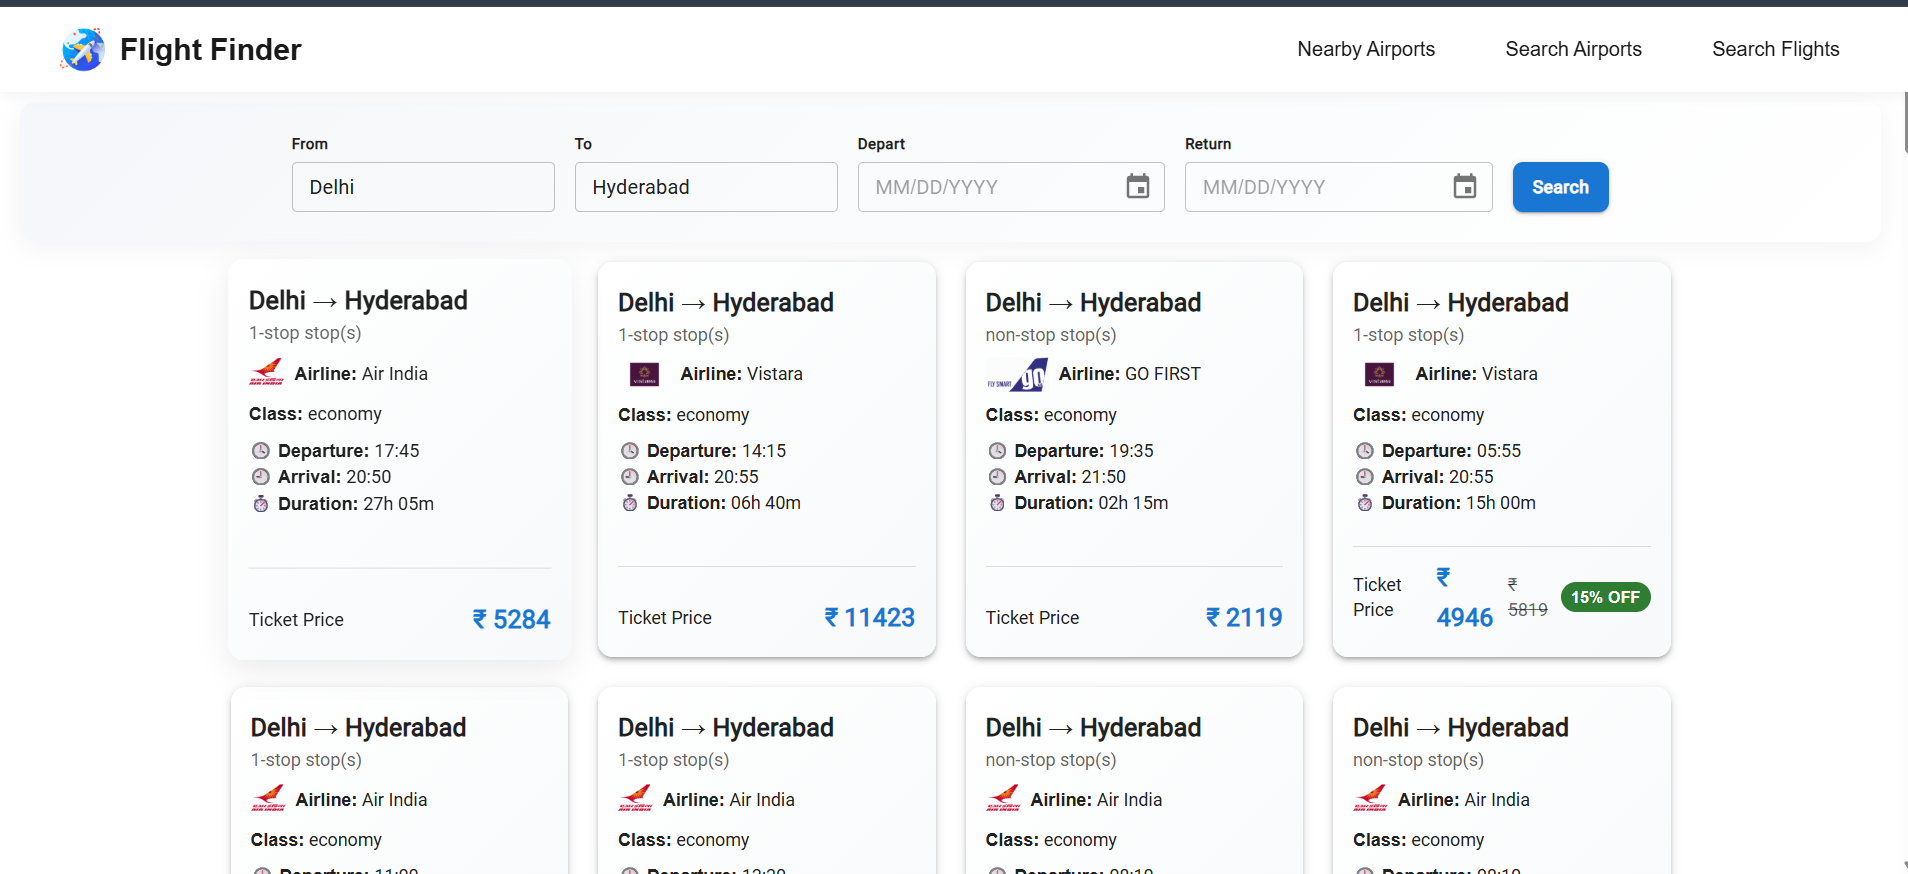 Flight Finder
Nearby Airports
Search Airports
Search Flights
From
To
Depart
Return
Delhi
Hyderabad
MM/DD/YYYY
MM/DD/YYYY
Search
Delhi → Hyderabad
1-stop stop(s)
Airline: Air India
Class: economy
Departure: 17:45
Arrival: 20:50
Duration: 27h 05m
Ticket Price
₹ 5284
Delhi → Hyderabad
1-stop stop(s)
Airline: Vistara
Class: economy
Departure: 14:15
Arrival: 20:55
Duration: 06h 40m
Ticket Price
₹ 11423
Delhi → Hyderabad
non-stop stop(s)
FLY SMART go
Airline: GO FIRST
Class: economy
Departure: 19:35
Arrival: 21:50
Duration: 02h 15m
Ticket Price
₹ 2119
Delhi → Hyderabad
1-stop stop(s)
Airline: Vistara
Class: economy
Departure: 05:55
Arrival: 20:55
Duration: 15h 00m
Ticket
Price
₹
4946
₹
5819
15% OFF
Delhi → Hyderabad
1-stop stop(s)
Airline: Air India
Class: economy
Delhi → Hyderabad
1-stop stop(s)
Airline: Air India
Class: economy
Delhi → Hyderabad
non-stop stop(s)
Airline: Air India
Class: economy
Delhi → Hyderabad
non-stop stop(s)
Airline: Air India
Class: economy